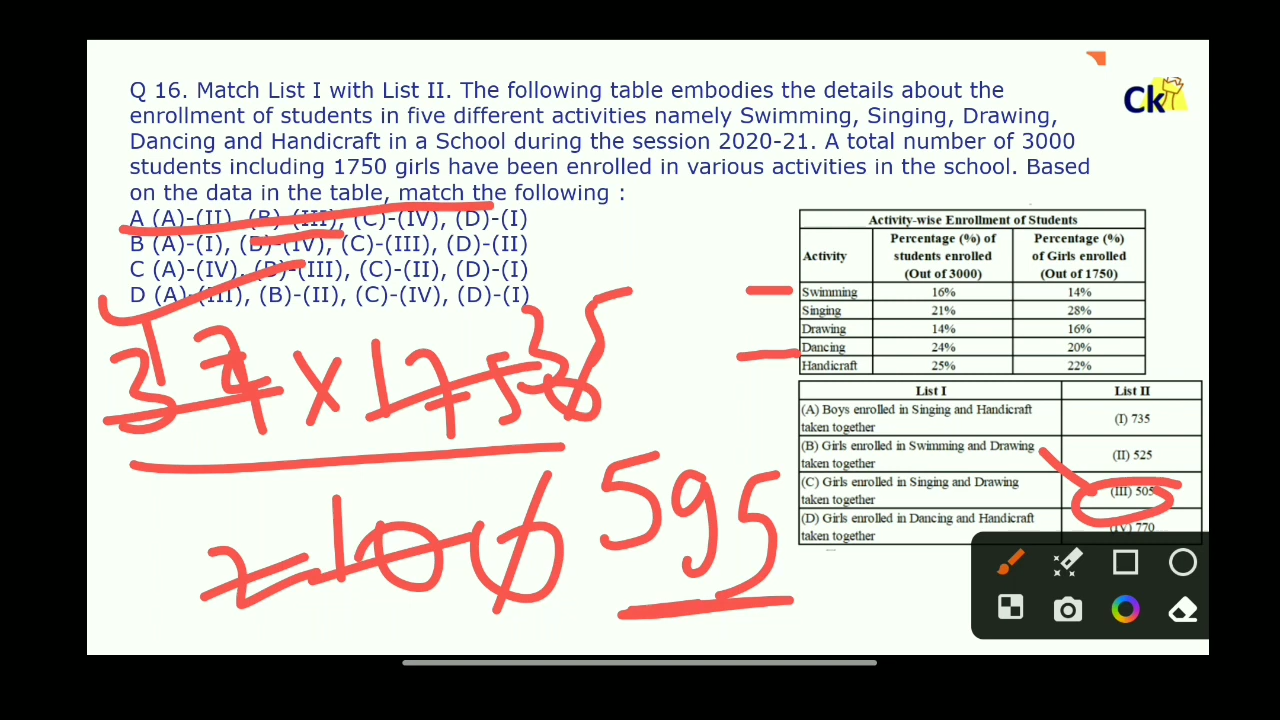 Q 16. Match List I with List II. The following table embodies the details about the
enrollment of students in five different activities namely Swimming, Singing, Drawing,
Dancing and Handicraft in a School during the session 2020-21. A total number of 3000
students including 1750 girls have been enrolled in various activities in the school. Based
on the data in the table, match the following :
A (A)-(II), (B)-(III), (C)-(IV), (D)-(I)
B (A)-(I), (B)-(IV), (C)-(III), (D)-(II)
C (A)-(IV), (B)-(III), (C)-(II), (D)-(I)
D (A)-(III), (B)-(II), (C)-(IV), (D)-(I)
Ck
Activity-wise Enrollment of Students
Activity Percentage (%) of students enrolled (Out of 3000) Percentage (%) of Girls enrolled (Out of 1750)
Swimming 16% 14%
Singing 21% 28%
Drawing 14% 16%
Dancing 24% 20%
Handicraft 25% 22%
List I List II
(A) Boys enrolled in Singing and Handicraft
taken together (I) 735
(B) Girls enrolled in Swimming and Drawing
taken together (II) 525
(C) Girls enrolled in Singing and Drawing
taken together (III) 505
(D) Girls enrolled in Dancing and Handicraft
taken together (IV) 770
595